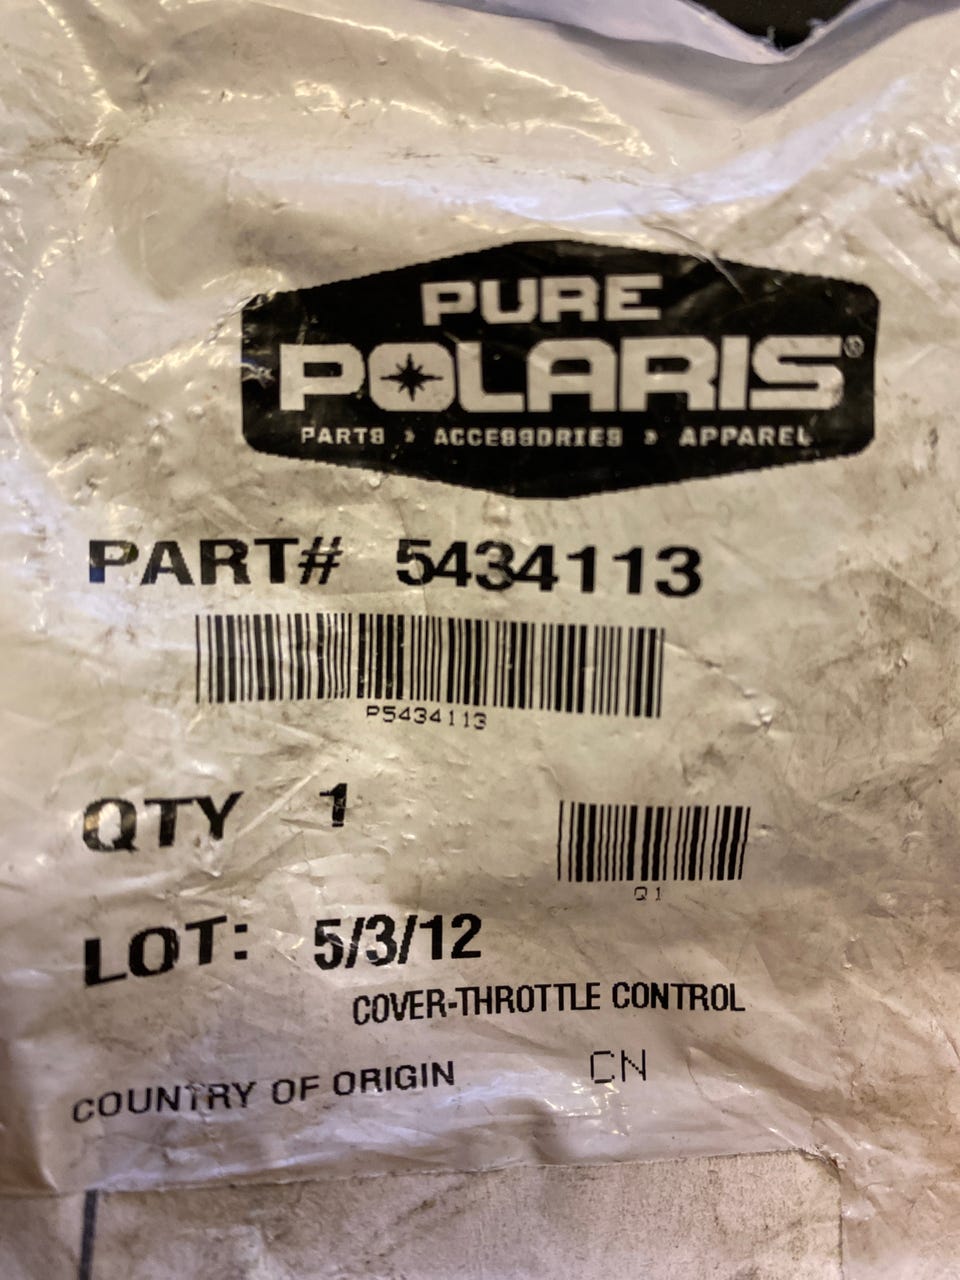 PURE
POLARIS®
PARTS » ACCESSORIES » APPAREL
PART# 5434113
P5434113
QTY 1
Q1
LOT: 5/3/12
COVER-THROTTLE CONTROL
COUNTRY OF ORIGIN CN